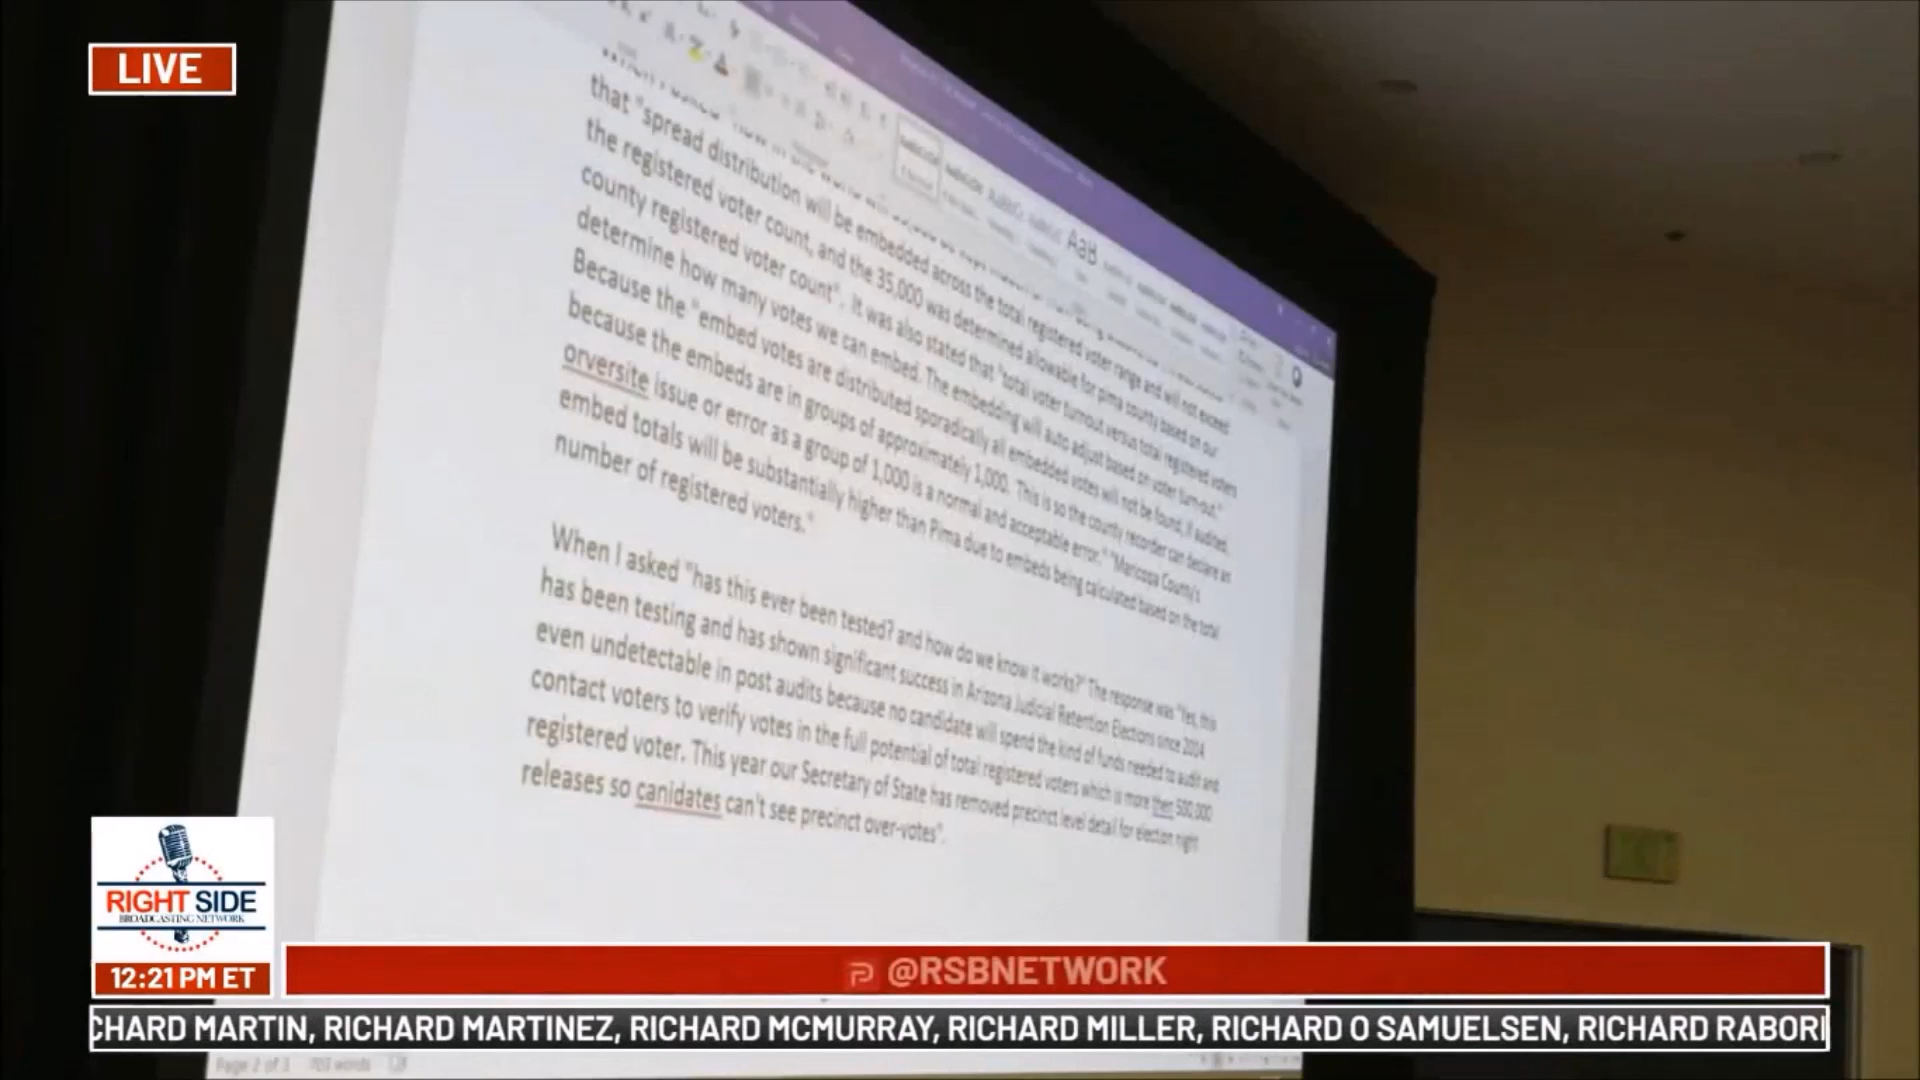 LIVE
AaB
that "spread distribution will be embedded across the total registered voter range and will not exceed
the registered voter count, and the 35,000 was determined allowable for pima county based on our
county registered voter count". It was also stated that "total voter turnout versus total registered voters
determine how many votes we can embed. The embedding will auto adjust based on voter turn-out."
Because the "embed votes are distributed sporadically all embedded votes will not be found, if audited,
because the embeds are in groups of approximately 1,000. This is so the county recorder can declare an
orversite issue or error as a group of 1,000 is a normal and acceptable error." "Maricopa County's
embed totals will be substantially higher than Pima due to embeds being calculated based on the total
number of registered voters."
When I asked "has this ever been tested? and how do we know it works?" The response was "Yes, this
has been testing and has shown significant success in Arizona Judicial Retention Elections since 2014
even undetectable in post audits because no candidate will spend the kind of funds needed to audit and
contact voters to verify votes in the full potential of total registered voters which is more then 500,000
registered voter. This year our Secretary of State has removed precinct level detail for election night
releases so canidates can't see precinct over-votes".
Page 2 of 3 703 words
RIGHT SIDE
BROADCASTING NETWORK
12:21 PM ET
@RSBNETWORK
CHARD MARTIN, RICHARD MARTINEZ, RICHARD MCMURRAY, RICHARD MILLER, RICHARD O SAMUELSEN, RICHARD RABORI